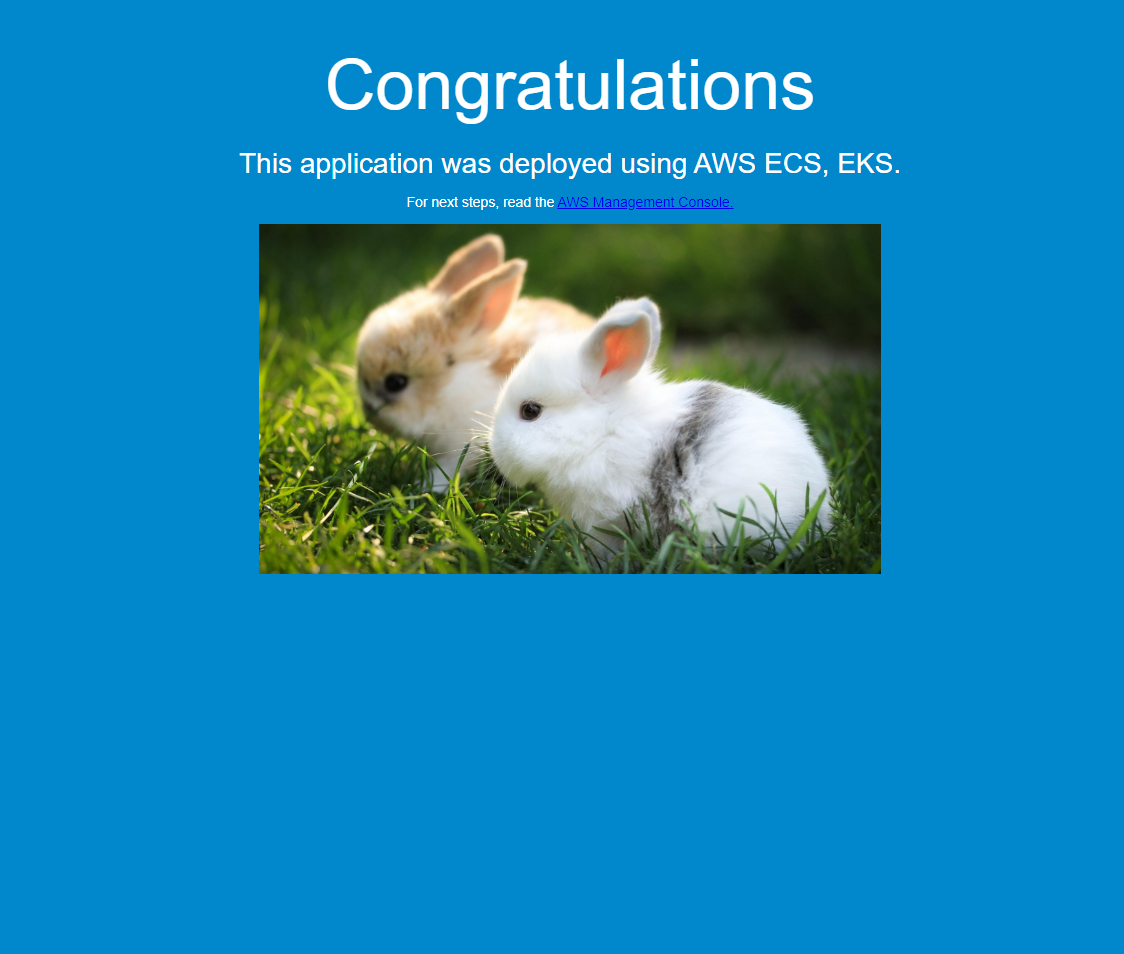 Congratulations
This application was deployed using AWS ECS, EKS.
For next steps, read the AWS Management Console.